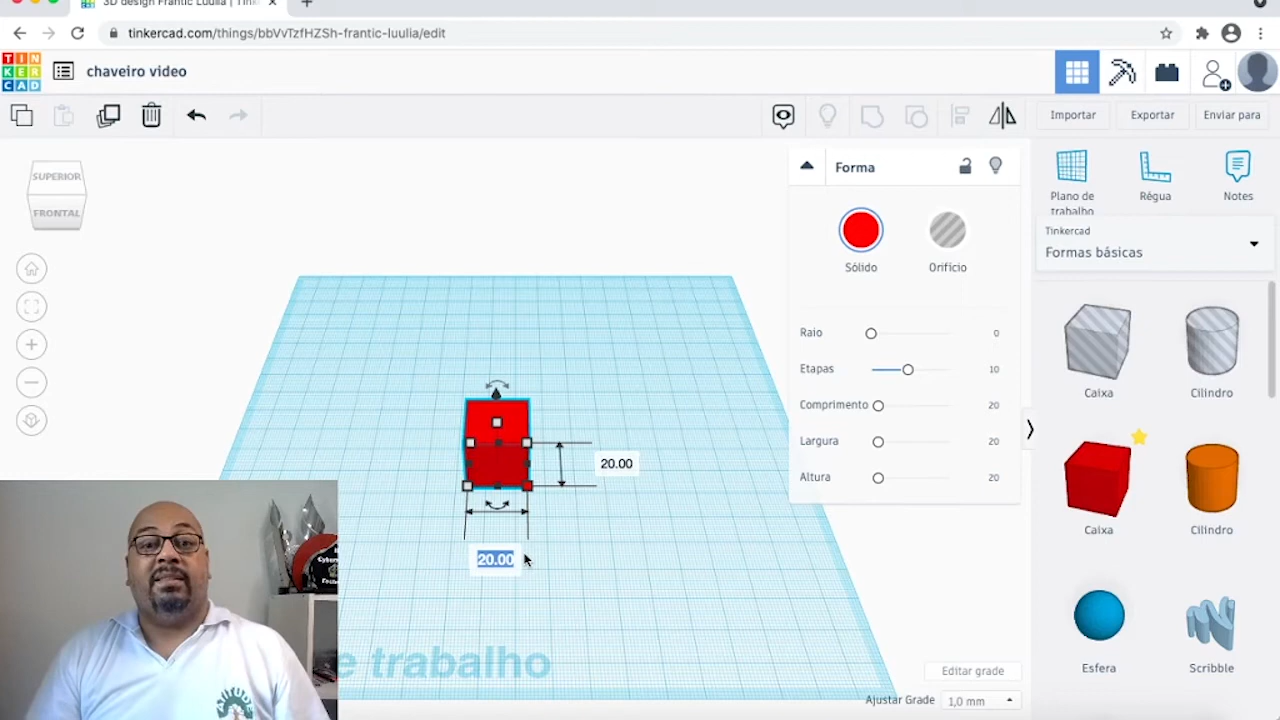 3D design Frantic Luulia | Tink
tinkercad.com/things/bbVvTzfHZSh-frantic-luulia/edit
TIN
KER
CAD
chaveiro video
Importar
Exportar
Enviar para
SUPERIOR
FRONTAL
Forma
Sólido
Orifício
Raio
0
Etapas
10
Comprimento
20
Largura
20
Altura
20
Plano de
trabalho
Régua
Notes
Tinkercad
Formas básicas
Caixa
Cilindro
Caixa
Cilindro
Esfera
Scribble
20.00
20.00
e trabalho
Editar grade
Ajustar Grade
1,0 mm